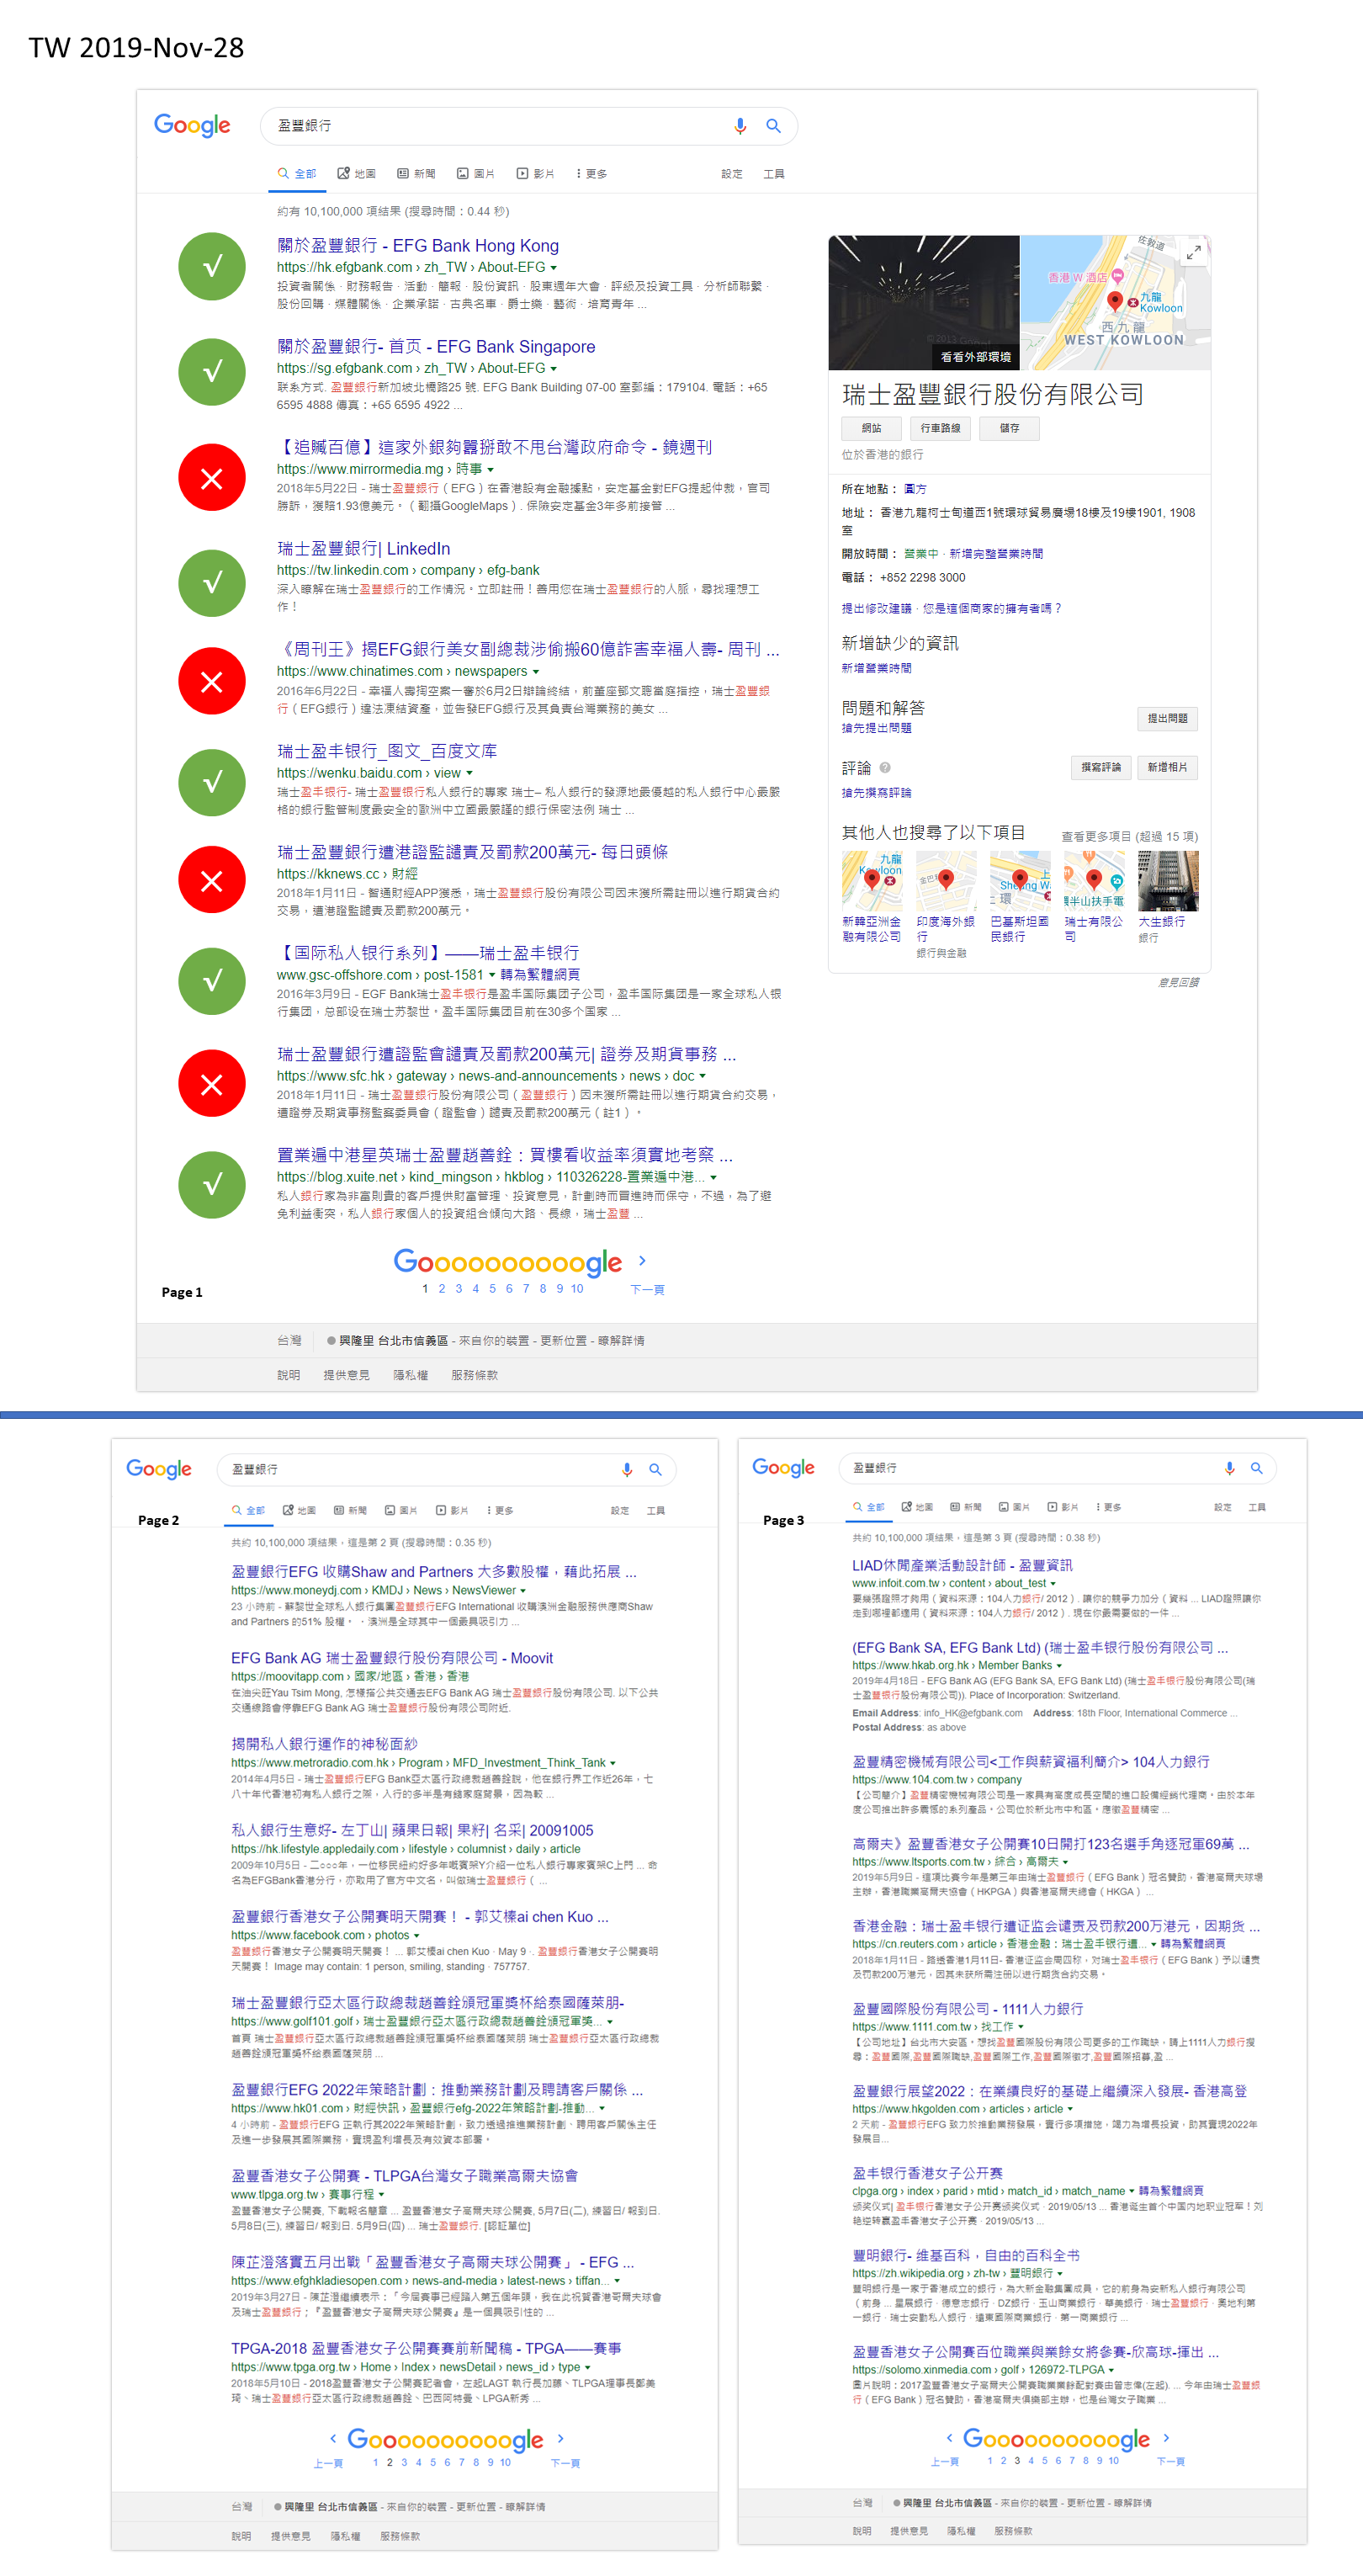 TW 2019-Nov-28
Google
盈豐銀行
全部 地圖 新聞 圖片 影片 更多 設定 工具
約有 10,100,000 項結果 (搜尋時間：0.44 秒)
√
關於盈豐銀行 - EFG Bank Hong Kong
https://hk.efgbank.com › zh_TW › About-EFG
投資者關係 · 財務報告 · 活動 · 簡報 · 股份資訊 · 股東週年大會 · 評級及投資工具 · 分析師聯繫 ·
股份回購 · 媒體關係 · 企業承諾 · 古典名車 · 爵士樂 · 藝術 · 培育青年 ...
√
關於盈豐銀行- 首页 - EFG Bank Singapore
https://sg.efgbank.com › zh_TW › About-EFG
联系方式. 盈豐銀行新加坡北橋路25 號. EFG Bank Building 07-00 室郵編：179104. 電話：+65
6595 4888 傳真：+65 6595 4922 ...
×
【追贓百億】這家外銀夠囂掰敢不甩台灣政府命令 - 鏡週刊
https://www.mirrormedia.mg › 時事
2018年5月22日 - 瑞士盈豐銀行（EFG）在香港設有金融據點，安定基金對EFG提起仲裁，官司
勝訴，獲賠1.93億美元。（翻攝GoogleMaps）. 保險安定基金3年多前接管 ...
√
瑞士盈豐銀行| LinkedIn
https://tw.linkedin.com › company › efg-bank
深入瞭解在瑞士盈豐銀行的工作情況。立即註冊！善用您在瑞士盈豐銀行的人脈，尋找理想工
作！
×
《周刊王》揭EFG銀行美女副總裁涉偷搬60億詐害幸福人壽- 周刊 ...
https://www.chinatimes.com › newspapers
2016年6月22日 - 幸福人壽掏空案一審於6月2日辯論終結，前董座鄧文聰當庭指控，瑞士盈豐銀
行（EFG銀行）違法凍結資產，並告發EFG銀行及其負責台灣業務的美女 ...
√
瑞士盈丰银行_图文_百度文库
https://wenku.baidu.com › view
瑞士盈丰银行- 瑞士盈豐银行私人銀行的專家 瑞士– 私人銀行的發源地最優越的私人銀行中心最嚴
格的銀行監管制度最安全的歐洲中立國最嚴謹的銀行保密法例 瑞士 ...
×
瑞士盈豐銀行遭港證監譴責及罰款200萬元- 每日頭條
https://kknews.cc › 財經
2018年1月11日 - 智通財經APP獲悉，瑞士盈豐銀行股份有限公司因未獲所需註冊以進行期貨合約
交易，遭港證監譴責及罰款200萬元。
√
【国际私人银行系列】——瑞士盈丰银行
www.gsc-offshore.com › post-1581 轉為繁體網頁
2016年3月9日 - EGF Bank瑞士盈丰银行是盈丰国际集团子公司，盈丰国际集团是一家全球私人银
行集团，总部设在瑞士苏黎世。盈丰国际集团目前在30多个国家 ...
×
瑞士盈豐銀行遭證監會譴責及罰款200萬元| 證券及期貨事務 ...
https://www.sfc.hk › gateway › news-and-announcements › news › doc
2018年1月11日 - 瑞士盈豐銀行股份有限公司（盈豐銀行）因未獲所需註冊以進行期貨合約交易，
遭證券及期貨事務監察委員會（證監會）譴責及罰款200萬元（註1）。
√
置業遍中港星英瑞士盈豐趙善銓：買樓看收益率須實地考察 ...
https://blog.xuite.net › kind_mingson › hkblog › 110326228-置業遍中港...
私人銀行家為非富則貴的客戶提供財富管理、投資意見，計劃時而冒進時而保守，不過，為了避
免利益衝突，私人銀行家個人的投資組合傾向大路、長線，瑞士盈豐 ...
Goooooooooogle
1 2 3 4 5 6 7 8 9 10 下一頁
Page 1
台灣 興隆里 台北市信義區 - 來自你的裝置 - 更新位置 - 瞭解詳情
說明 提供意見 隱私權 服務條款
© 2019 Google
看看外部環境
佐敦道
香港 W 酒店
九龍
Kowloon
西九龍
WEST KOWLOON
瑞士盈豐銀行股份有限公司
網站 行車路線 儲存
位於香港的銀行
所在地點： 圓方
地址： 香港九龍柯士甸道西1號環球貿易廣場18樓及19樓1901, 1908
室
開放時間： 營業中 · 新增完整營業時間
電話： +852 2298 3000
提出修改建議 · 您是這個商家的擁有者嗎？
新增缺少的資訊
新增營業時間
問題和解答
搶先提出問題
提出問題
評論
撰寫評論 新增相片
搶先撰寫評論
其他人也搜尋了以下項目 查看更多項目 (超過 15 項)
新韓亞洲金融有限公司
印度海外銀行
銀行與金融
巴基斯坦國民銀行
瑞士有限公司
大生銀行
銀行
意見回饋
Google
盈豐銀行
全部 地圖 新聞 圖片 影片 更多 設定 工具
Page 2
共約 10,100,000 項結果，這是第 2 頁 (搜尋時間：0.35 秒)
盈豐銀行EFG 收購Shaw and Partners 大多數股權，藉此拓展 ...
https://www.moneydj.com › KMDJ › News › NewsViewer
23 小時前 - 蘇黎世全球私人銀行集團盈豐銀行EFG International 收購澳洲金融服務供應商Shaw
and Partners 的51% 股權。 ，澳洲是全球其中一個最具吸引力 ...
EFG Bank AG 瑞士盈豐銀行股份有限公司 - Moovit
https://moovitapp.com › 國家/地區 › 香港 › 香港
在油尖旺Yau Tsim Mong, 怎樣搭公共交通去EFG Bank AG 瑞士盈豐銀行股份有限公司. 以下公共
交通線路會停靠EFG Bank AG 瑞士盈豐銀行股份有限公司附近.
揭開私人銀行運作的神秘面紗
https://www.metroradio.com.hk › Program › MFD_Investment_Think_Tank
2014年4月5日 - 瑞士盈豐銀行EFG Bank亞太區行政總裁趙善銓說，他在銀行界工作近26年，七
八十年代香港初有私人銀行之際，入行的多半是有錢家庭背景，因為較 ...
私人銀行生意好- 左丁山| 蘋果日報| 果籽| 名采| 20091005
https://hk.lifestyle.appledaily.com › lifestyle › columnist › daily › article
2009年10月5日 - 二○○○年，一位移民紐約好多年嘅賓架Y介紹一位私人銀行專家賓架C上門 ... 命
名為EFGBank香港分行，亦取用了官方中文名，叫做瑞士盈豐銀行（ ...
盈豐銀行香港女子公開賽明天開賽！ - 郭艾榛ai chen Kuo ...
https://www.facebook.com › photos
盈豐銀行香港女子公開賽明天開賽！ ... 郭艾榛ai chen Kuo · May 9 ·. 盈豐銀行香港女子公開賽明
天開賽！ Image may contain: 1 person, smiling, standing · 757757.
瑞士盈豐銀行亞太區行政總裁趙善銓頒冠軍獎杯給泰國薩萊朋-
https://www.golf101.golf › 瑞士盈豐銀行亞太區行政總裁趙善銓頒冠軍獎...
首頁 瑞士盈豐銀行亞太區行政總裁趙善銓頒冠軍獎杯給泰國薩萊朋 瑞士盈豐銀行亞太區行政總裁
趙善銓頒冠軍獎杯給泰國薩萊朋 ...
盈豐銀行EFG 2022年策略計劃：推動業務計劃及聘請客戶關係 ...
https://www.hk01.com › 財經快訊 › 盈豐銀行efg-2022年策略計劃-推動...
4 小時前 - 盈豐銀行EFG 正執行其2022年策略計劃，致力透過推進業務計劃、聘用客戶關係主任
及進一步發展其國際業務，實現盈利增長及有效資本部署。
盈豐香港女子公開賽 - TLPGA台灣女子職業高爾夫協會
www.tlpga.org.tw › 賽事行程
盈豐香港女子公開賽, 下載報名簡章 ... 盈豐香港女子高爾夫球公開賽, 5月7日(二), 練習日/ 報到日.
5月8日(三), 練習日/ 報到日. 5月9日(四) ... 瑞士盈豐銀行. [認証單位]
陳芷澄落實五月出戰「盈豐香港女子高爾夫球公開賽」 - EFG ...
https://www.efghkladiesopen.com › news-and-media › latest-news › tiffan...
2019年3月27日 - 陳芷澄繼續表示：「今屆賽事已經踏入第五個年頭，我在此祝賀香港哥爾夫球會
及瑞士盈豐銀行；『盈豐香港女子高爾夫球公開賽』是一個具吸引性的 ...
TPGA-2018 盈豐香港女子公開賽賽前新聞稿 - TPGA——賽事
https://www.tpga.org.tw › Home › Index › newsDetail › news_id › type
2018年5月10日 - 2018盈豐香港女子公開賽記者會，左起LAGT 執行長加藤、TLPGA理事長鄭美
琦、瑞士盈豐銀行亞太區行政總裁趙善銓、巴西阿特曼、LPGA新秀 ...
Goooooooooogle
上一頁 1 2 3 4 5 6 7 8 9 10 下一頁
台灣 興隆里 台北市信義區 - 來自你的裝置 - 更新位置 - 瞭解詳情
說明 提供意見 隱私權 服務條款
Google
盈豐銀行
全部 地圖 新聞 圖片 影片 更多 設定 工具
Page 3
共約 10,100,000 項結果，這是第 3 頁 (搜尋時間：0.38 秒)
LIAD休閒產業活動設計師 - 盈豐資訊
www.infoit.com.tw › content › about_test
要幾張證照才夠用（資料來源：104人力銀行/ 2012）. 讓你的競爭力加分（資料 ... LIAD證照讓你
走到哪裡都適用（資料來源：104人力銀行/ 2012）. 現在你最需要做的一件 ...
(EFG Bank SA, EFG Bank Ltd) (瑞士盈丰银行股份有限公司 ...
https://www.hkab.org.hk › Member Banks
2019年4月18日 - EFG Bank AG (EFG Bank SA, EFG Bank Ltd) (瑞士盈丰银行股份有限公司(瑞
士盈豐銀行股份有限公司)). Place of Incorporation: Switzerland.
Email Address: info_HK@efgbank.com Address: 18th Floor, International Commerce ...
Postal Address: as above
盈豐精密機械有限公司<工作與薪資福利簡介> 104人力銀行
https://www.104.com.tw › company
【公司簡介】盈豐精密機械有限公司是一家具有高度成長空間的進口設備經銷代理商。由於本年
度公司推出許多震憾的系列產品。公司位於新北市中和區。應徵盈豐精密 ...
高爾夫》盈豐香港女子公開賽10日開打123名選手角逐冠軍69萬 ...
https://www.ltsports.com.tw › 綜合 › 高爾夫
2019年5月9日 - 這項比賽今年是第三年由瑞士盈豐銀行（EFG Bank）冠名贊助，香港高爾夫球場
主辦，香港職業高爾夫協會（HKPGA）與香港高爾夫總會（HKGA） ...
香港金融：瑞士盈丰银行遭证监会谴责及罚款200万港元，因期货 ...
https://cn.reuters.com › article › 香港金融：瑞士盈丰银行遭... 轉為繁體網頁
2018年1月11日 - 路透香港1月11日- 香港证监会周四称，对瑞士盈丰银行（EFG Bank）予以谴责
及罚款200万港元，因其未获所需注册以进行期货合约交易。
盈豐國際股份有限公司 - 1111人力銀行
https://www.1111.com.tw › 找工作
【公司地址】台北市大安區。想找盈豐國際股份有限公司更多的工作職缺，請上1111人力銀行搜
尋：盈豐國際,盈豐國際職缺,盈豐國際工作,盈豐國際徵才,盈豐國際招募,盈 ...
盈豐銀行展望2022：在業績良好的基礎上繼續深入發展- 香港高登
https://www.hkgolden.com › articles › article
2 天前 - 盈豐銀行EFG 致力於推動業務發展，實行多項措施，竭力為增長投資，助其實現2022年
發展目...
盈丰银行香港女子公开赛
clpga.org › index › parid › mtid › match_id › match_name 轉為繁體網頁
颁奖仪式| 盈丰银行香港女子公开赛颁奖仪式 · 2019/05/13 ... 香港诞生首个中国内地职业冠军！刘
艳逆转赢盈丰香港女子公开赛 · 2019/05/13 ...
豐明銀行- 维基百科，自由的百科全书
https://zh.wikipedia.org › zh-tw › 豐明銀行
豐明銀行是一家于香港成立的銀行，為大新金融集團成員，它的前身為安新私人銀行有限公司
（前身 ... 星展銀行 · 德意志銀行 · DZ銀行 · 玉山商業銀行 · 華美銀行 · 瑞士盈豐銀行 · 奧地利第
一銀行 · 瑞士安勤私人銀行 · 遠東國際商業銀行 · 第一商業銀行 ...
盈豐香港女子公開賽百位職業與業餘女將參賽-欣高球-揮出 ...
https://solomo.xinmedia.com › golf › 126972-TLPGA
圖片說明：2017盈豐香港女子高爾夫公開賽職業業餘配對賽由曾志偉(左起). ... 今年由瑞士盈豐銀
行（EFG Bank）冠名贊助，香港高爾夫俱樂部主辦，也是台灣女子職業 ...
Goooooooooogle
上一頁 1 2 3 4 5 6 7 8 9 10 下一頁
台灣 興隆里 台北市信義區 - 來自你的裝置 - 更新位置 - 瞭解詳情
說明 提供意見 隱私權 服務條款